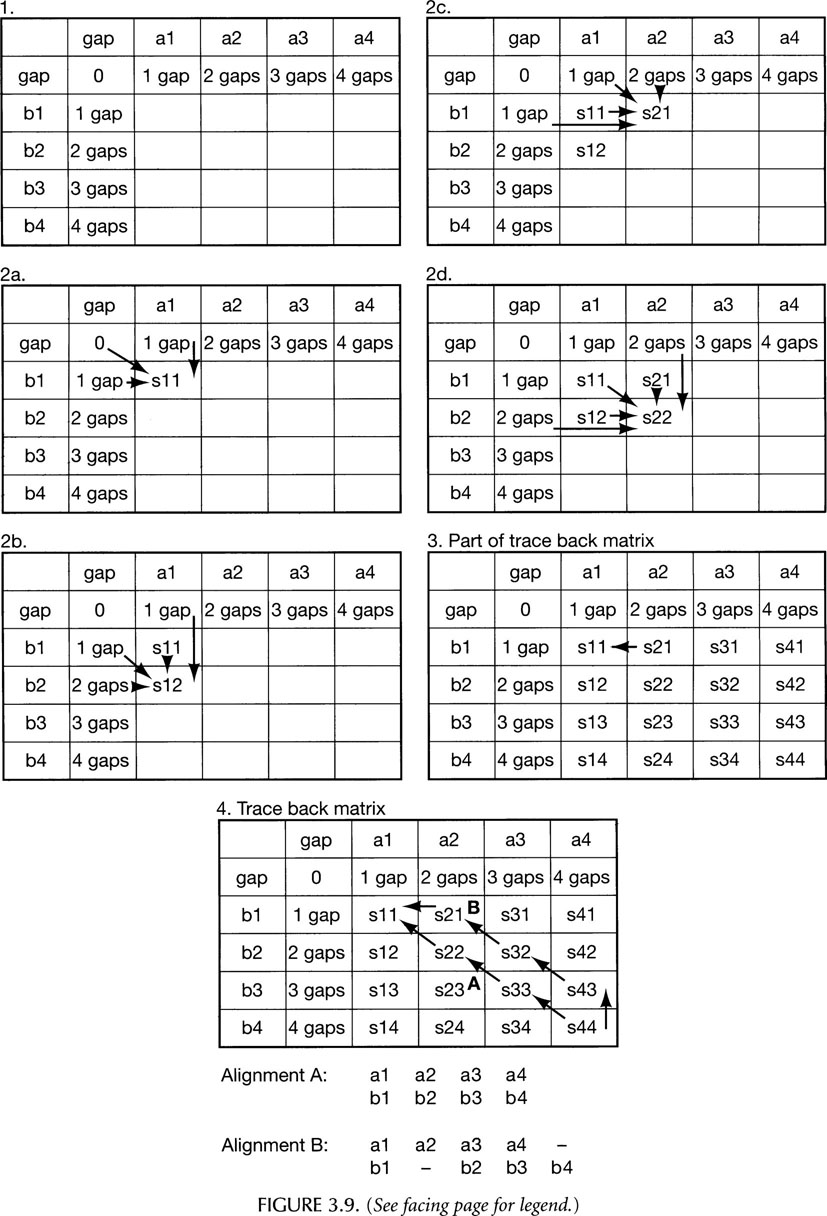 1.
gap a1 a2 a3 a4
gap 0 1 gap 2 gaps 3 gaps 4 gaps
b1 1 gap
b2 2 gaps
b3 3 gaps
b4 4 gaps
2c.
gap a1 a2 a3 a4
gap 0 1 gap 2 gaps 3 gaps 4 gaps
b1 1 gap s11 s21
b2 2 gaps s12
b3 3 gaps
b4 4 gaps
2a.
gap a1 a2 a3 a4
gap 0 1 gap 2 gaps 3 gaps 4 gaps
b1 1 gap s11
b2 2 gaps
b3 3 gaps
b4 4 gaps
2d.
gap a1 a2 a3 a4
gap 0 1 gap 2 gaps 3 gaps 4 gaps
b1 1 gap s11 s21
b2 2 gaps s12 s22
b3 3 gaps
b4 4 gaps
2b.
gap a1 a2 a3 a4
gap 0 1 gap 2 gaps 3 gaps 4 gaps
b1 1 gap s11
b2 2 gaps s12
b3 3 gaps
b4 4 gaps
3. Part of trace back matrix
gap a1 a2 a3 a4
gap 0 1 gap 2 gaps 3 gaps 4 gaps
b1 1 gap s11 s21 s31 s41
b2 2 gaps s12 s22 s32 s42
b3 3 gaps s13 s23 s33 s43
b4 4 gaps s14 s24 s34 s44
4. Trace back matrix
gap a1 a2 a3 a4
gap 0 1 gap 2 gaps 3 gaps 4 gaps
b1 1 gap s11 s21 B s31 s41
b2 2 gaps s12 s22 s32 s42
b3 3 gaps s13 s23 A s33 s43
b4 4 gaps s14 s24 s34 s44
Alignment A: a1 a2 a3 a4
b1 b2 b3 b4
Alignment B: a1 a2 a3 a4 –
b1 – b2 b3 b4
FIGURE 3.9. (See facing page for legend.)